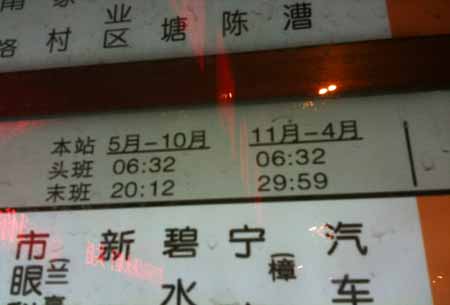 业 塘 陈 漕
路 村 区
本站 5月-10月 11月-4月
头班 06:32 06:32
末班 20:12 29:59
市 新 碧 宁 汽
眼 (兰 水 (樟 车